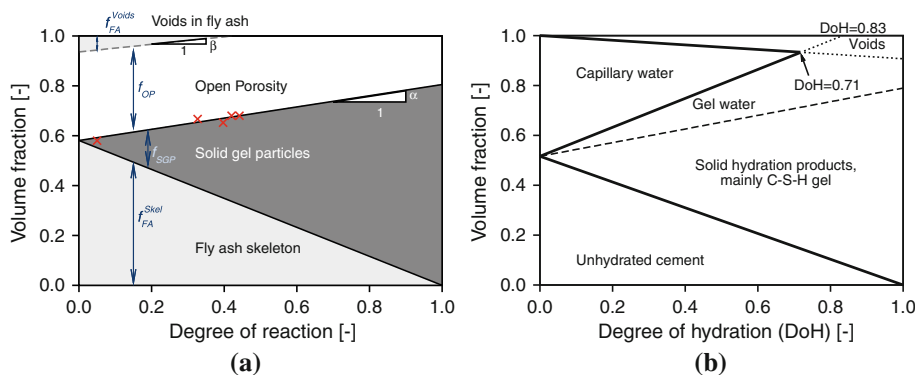 f_FA^Voids
Voids in fly ash
1.0
0.8
0.6
0.4
0.2
0.0
Volume fraction [-]
1
β
f_OP
Open Porosity
α
1
f_SGP
Solid gel particles
f_FA^Skel
Fly ash skeleton
0.0
0.2
0.4
0.6
0.8
1.0
Degree of reaction [-]
(a)
DoH=0.83
1.0
0.8
0.6
0.4
0.2
0.0
Volume fraction [-]
Voids
Capillary water
DoH=0.71
Gel water
Solid hydration products,
mainly C-S-H gel
Unhydrated cement
0.0
0.2
0.4
0.6
0.8
1.0
Degree of hydration (DoH) [-]
(b)